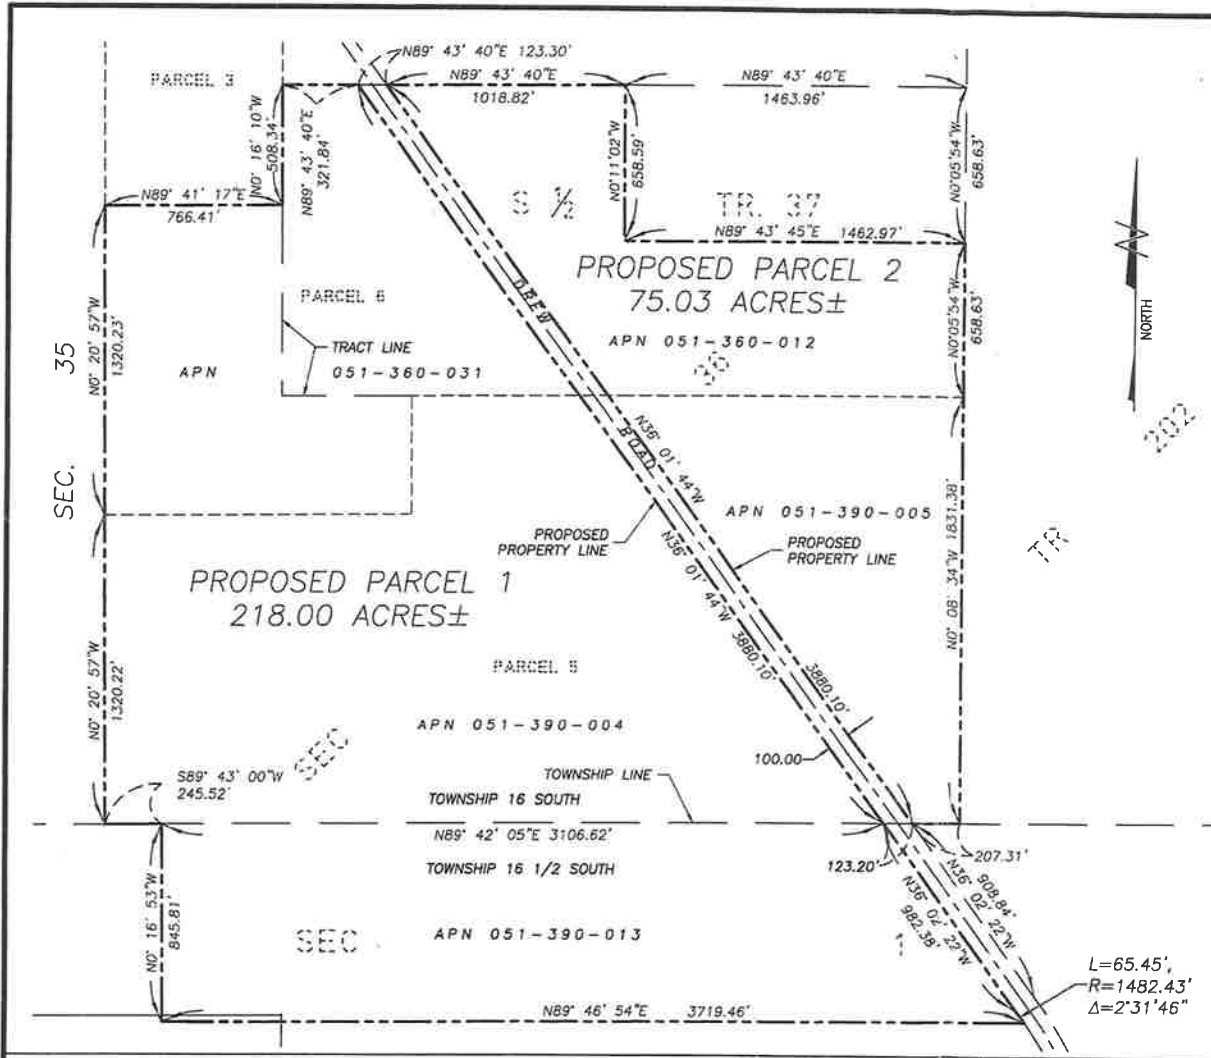 N89° 43' 40"E 123.30'
PARCEL 3
N89° 43' 40"E
1018.82'
N89° 43' 40"E
1463.96'
N0° 16' 10"W
508.34'
N89° 43' 40"E
321.84'
N0°11'02"W
658.59'
N0°05'54"W
658.63'
N89° 41' 17"E
766.41'
S ½
TR. 37
N89° 43' 45"E 1462.97'
PROPOSED PARCEL 2
75.03 ACRES±
APN 051-360-012
NORTH
DREW
PARCEL 6
N0° 20' 57"W
1320.23'
SEC. 35
TRACT LINE
APN
051-360-031
N0°05'54"W
658.63'
202
TR
ROAD
N36° 01' 44"W
3880.10'
APN 051-390-005
PROPOSED
PROPERTY LINE
PROPOSED
PROPERTY LINE
N36° 01' 44"W 3880.10'
N0° 08' 34"W 1831.38'
PROPOSED PARCEL 1
218.00 ACRES±
PARCEL 5
N0° 20' 57"W
1320.22'
APN 051-390-004
SEC
100.00
S89° 43' 00"W
245.52'
TOWNSHIP LINE
TOWNSHIP 16 SOUTH
N89° 42' 05"E 3106.62'
TOWNSHIP 16 1/2 SOUTH
123.20'
207.31'
N36° 02' 22"W
908.84'
N36° 02' 22"W
982.38'
N0° 16' 53"W
845.81'
SEC.
APN 051-390-013
1
L=65.45',
R=1482.43'
Δ=2°31'46"
N89° 46' 54"E 3719.46'